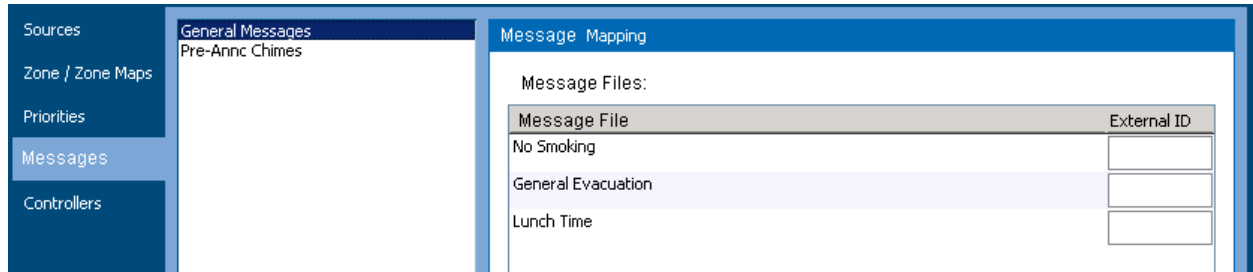 Sources
Zone / Zone Maps
Priorities
Messages
Controllers
General Messages
Pre-Annc Chimes
Message Mapping
Message Files:
Message File External ID
No Smoking
General Evacuation
Lunch Time